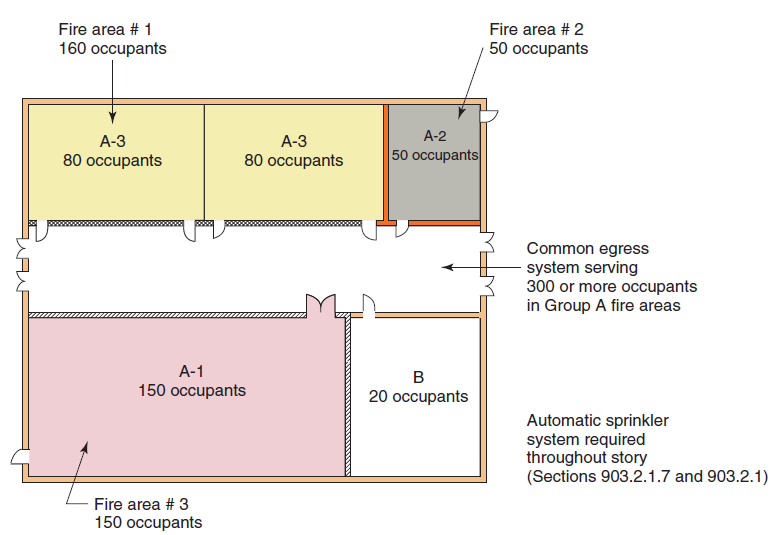 Fire area # 1
160 occupants
Fire area # 2
50 occupants
A-3
80 occupants
A-3
80 occupants
A-2
50 occupants
Common egress
system serving
300 or more occupants
in Group A fire areas
A-1
150 occupants
B
20 occupants
Automatic sprinkler
system required
throughout story
(Sections 903.2.1.7 and 903.2.1)
Fire area # 3
150 occupants